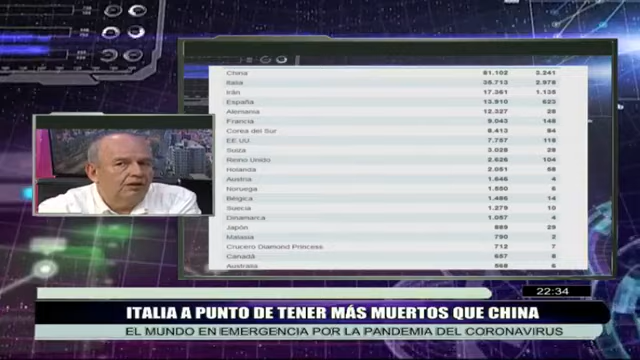 China 81.102 3.241
Italia 35.713 2.978
Irán 17.361 1.135
España 13.910 623
Alemania 12.327 28
Francia 9.043 148
Corea del Sur 8.413 84
EE.UU. 7.757 118
Suiza 3.028 28
Reino Unido 2.626 104
Holanda 2.051 58
Austria 1.646 4
Noruega 1.550 6
Bélgica 1.486 14
Suecia 1.279 10
Dinamarca 1.057 4
Japón 889 29
Malasia 790 2
Crucero Diamond Princess 712 7
Canadá 657 8
Australia 568 6
22:34
ITALIA A PUNTO DE TENER MÁS MUERTOS QUE CHINA
EL MUNDO EN EMERGENCIA POR LA PANDEMIA DEL CORONAVIRUS